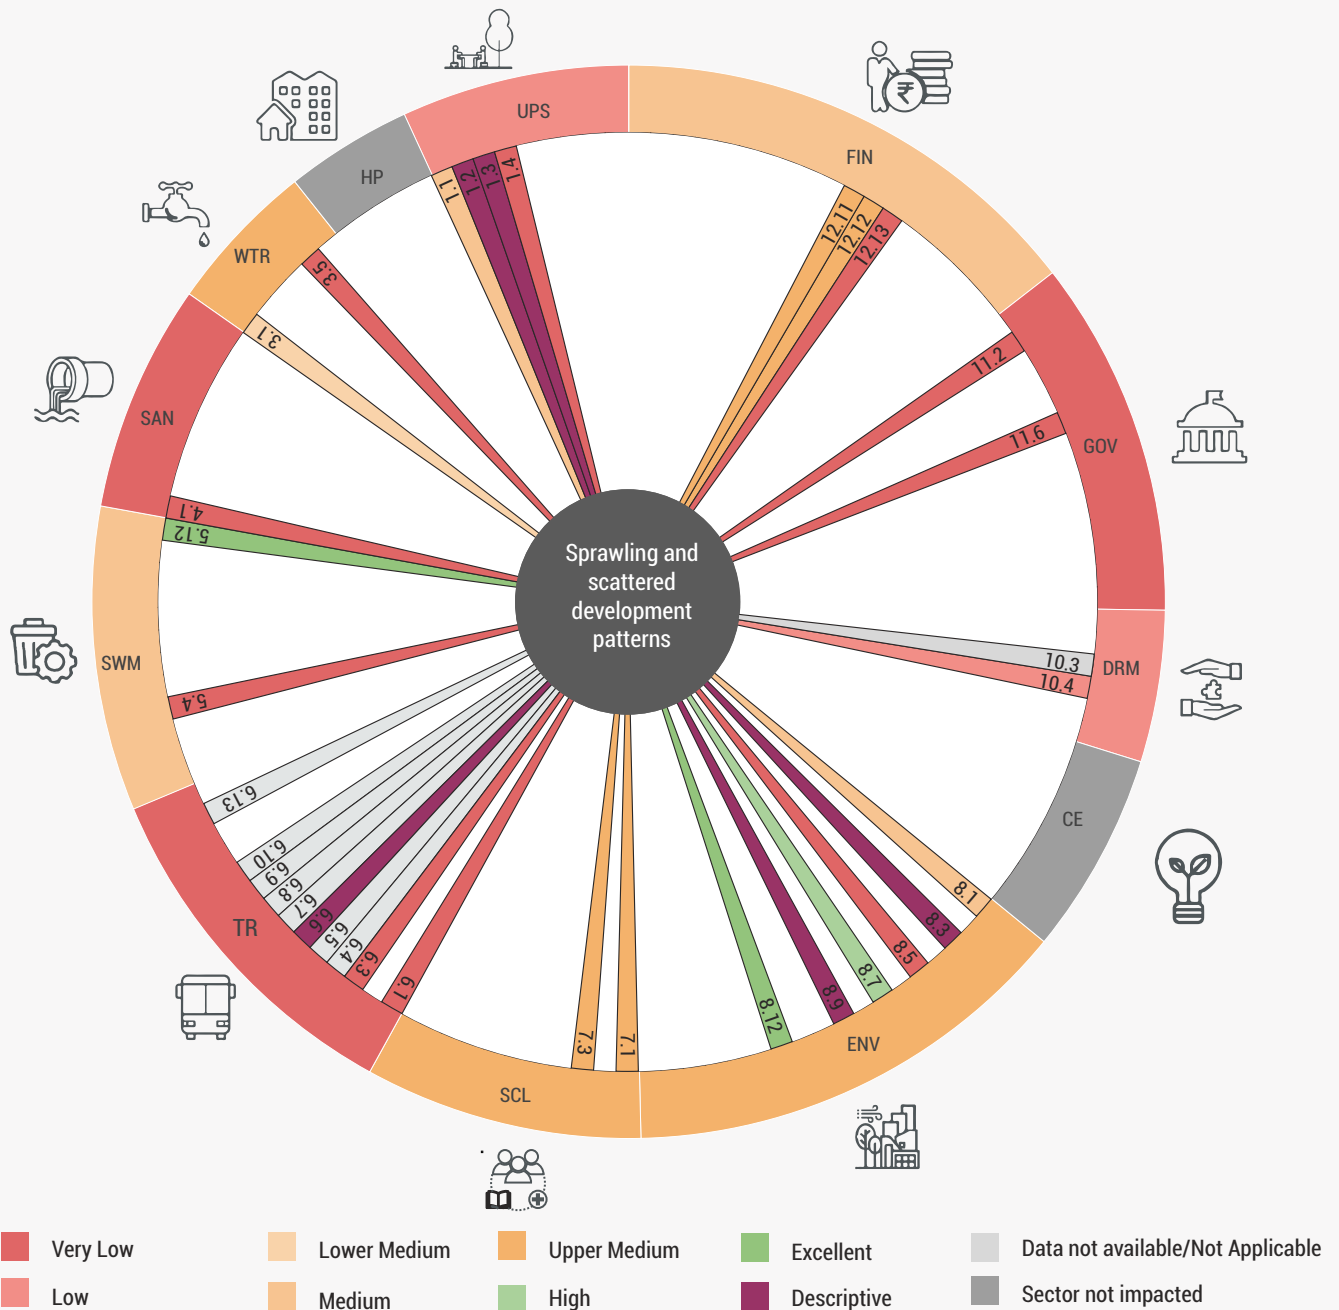 UPS
FIN
HP
WTR
SAN
SWM
TR
SCL
ENV
CE
DRM
GOV
1.1
1.2
1.3
1.4
12.11
12.12
12.13
11.2
11.6
10.3
10.4
8.1
8.3
8.5
8.7
8.9
8.12
7.1
7.3
6.1
6.3
6.4
6.5
6.6
6.7
6.8
6.9
6.10
6.13
5.4
5.12
4.1
3.1
3.5
₹
Sprawling and
scattered
development
patterns
Very Low
Lower Medium
Upper Medium
Excellent
Data not available/Not Applicable
Low
Medium
High
Descriptive
Sector not impacted